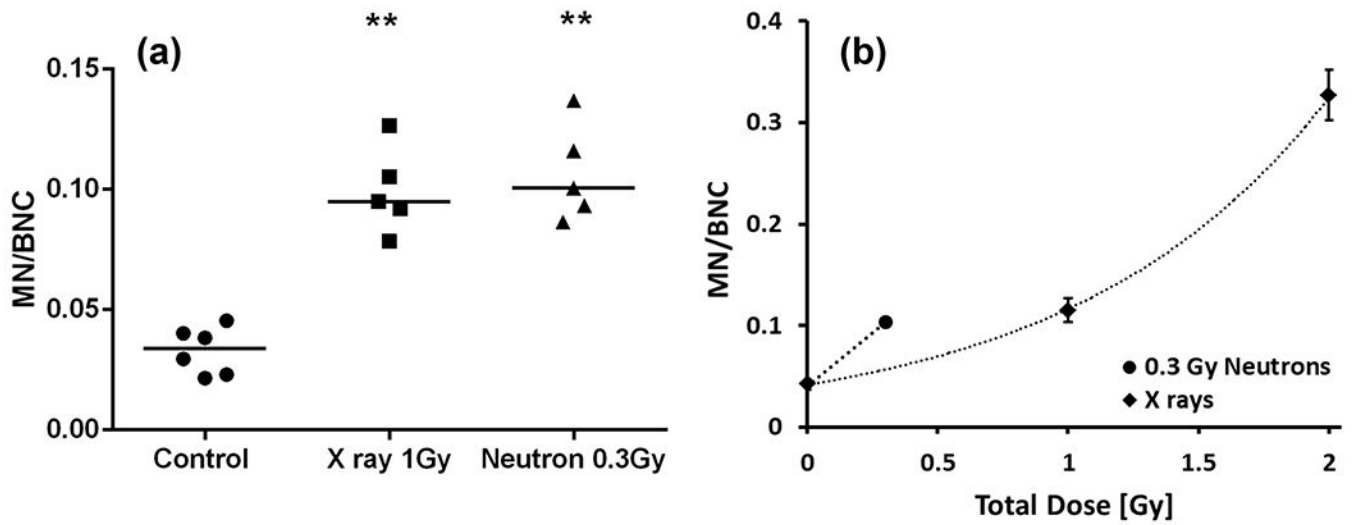 (a)
** **
MN/BNC
0.15
0.10
0.05
0.00
Control X ray 1Gy Neutron 0.3Gy
(b)
MN/BNC
0.4
0.3
0.2
0.1
0
0.3 Gy Neutrons
X rays
0 0.5 1 1.5 2
Total Dose [Gy]